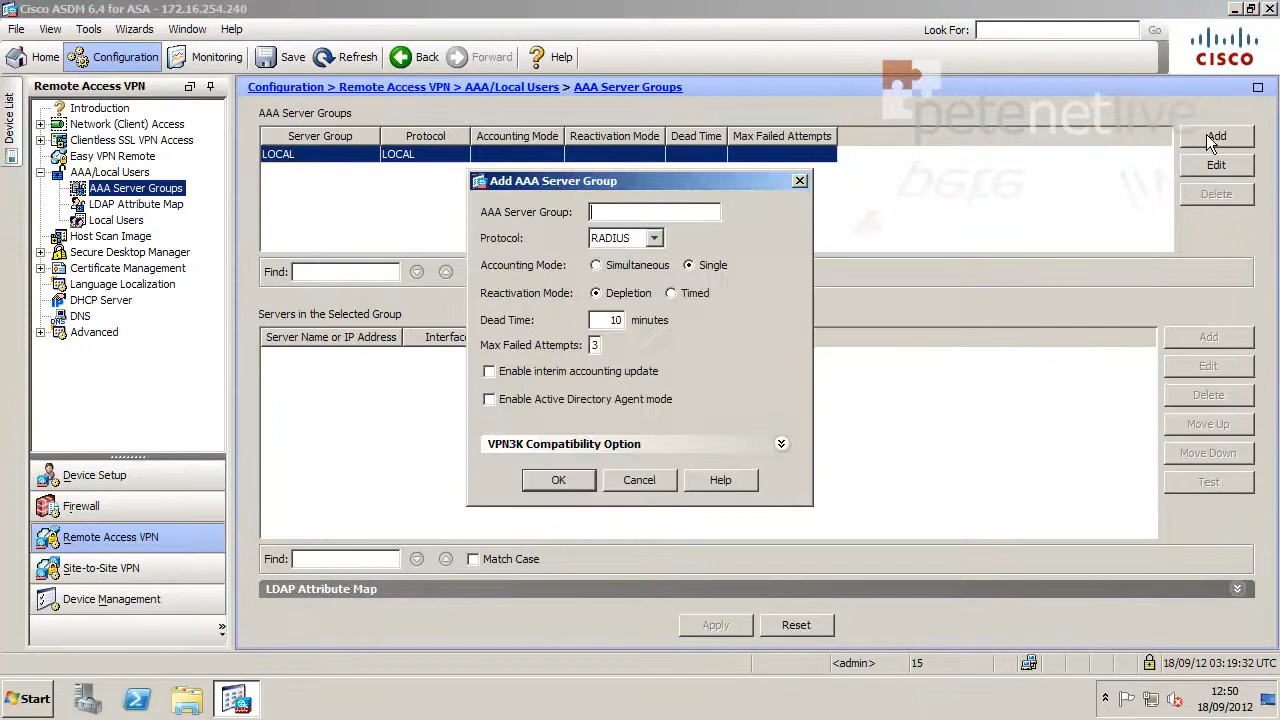 Cisco ASDM 6.4 for ASA - 172.16.254.240
File View Tools Wizards Window Help
Look For: Go
Home Configuration Monitoring Save Refresh Back Forward Help
CISCO
Device List
Remote Access VPN
Introduction
Network (Client) Access
Clientless SSL VPN Access
Easy VPN Remote
AAA/Local Users
AAA Server Groups
LDAP Attribute Map
Local Users
Host Scan Image
Secure Desktop Manager
Certificate Management
Language Localization
DHCP Server
DNS
Advanced
Device Setup
Firewall
Remote Access VPN
Site-to-Site VPN
Device Management
Configuration > Remote Access VPN > AAA/Local Users > AAA Server Groups
petenetlive
AAA Server Groups
Server Group Protocol Accounting Mode Reactivation Mode Dead Time Max Failed Attempts
LOCAL LOCAL
Add
Edit
Delete
Find:
Add AAA Server Group
AAA Server Group:
Protocol: RADIUS
Accounting Mode: Simultaneous Single
Reactivation Mode: Depletion Timed
Dead Time: 10 minutes
Max Failed Attempts: 3
Enable interim accounting update
Enable Active Directory Agent mode
VPN3K Compatibility Option
OK Cancel Help
Servers in the Selected Group
Server Name or IP Address Interfac
Add
Edit
Delete
Move Up
Move Down
Test
Find: Match Case
LDAP Attribute Map
Apply Reset
<admin> 15 18/09/12 03:19:32 UTC
Start
12:50
18/09/2012